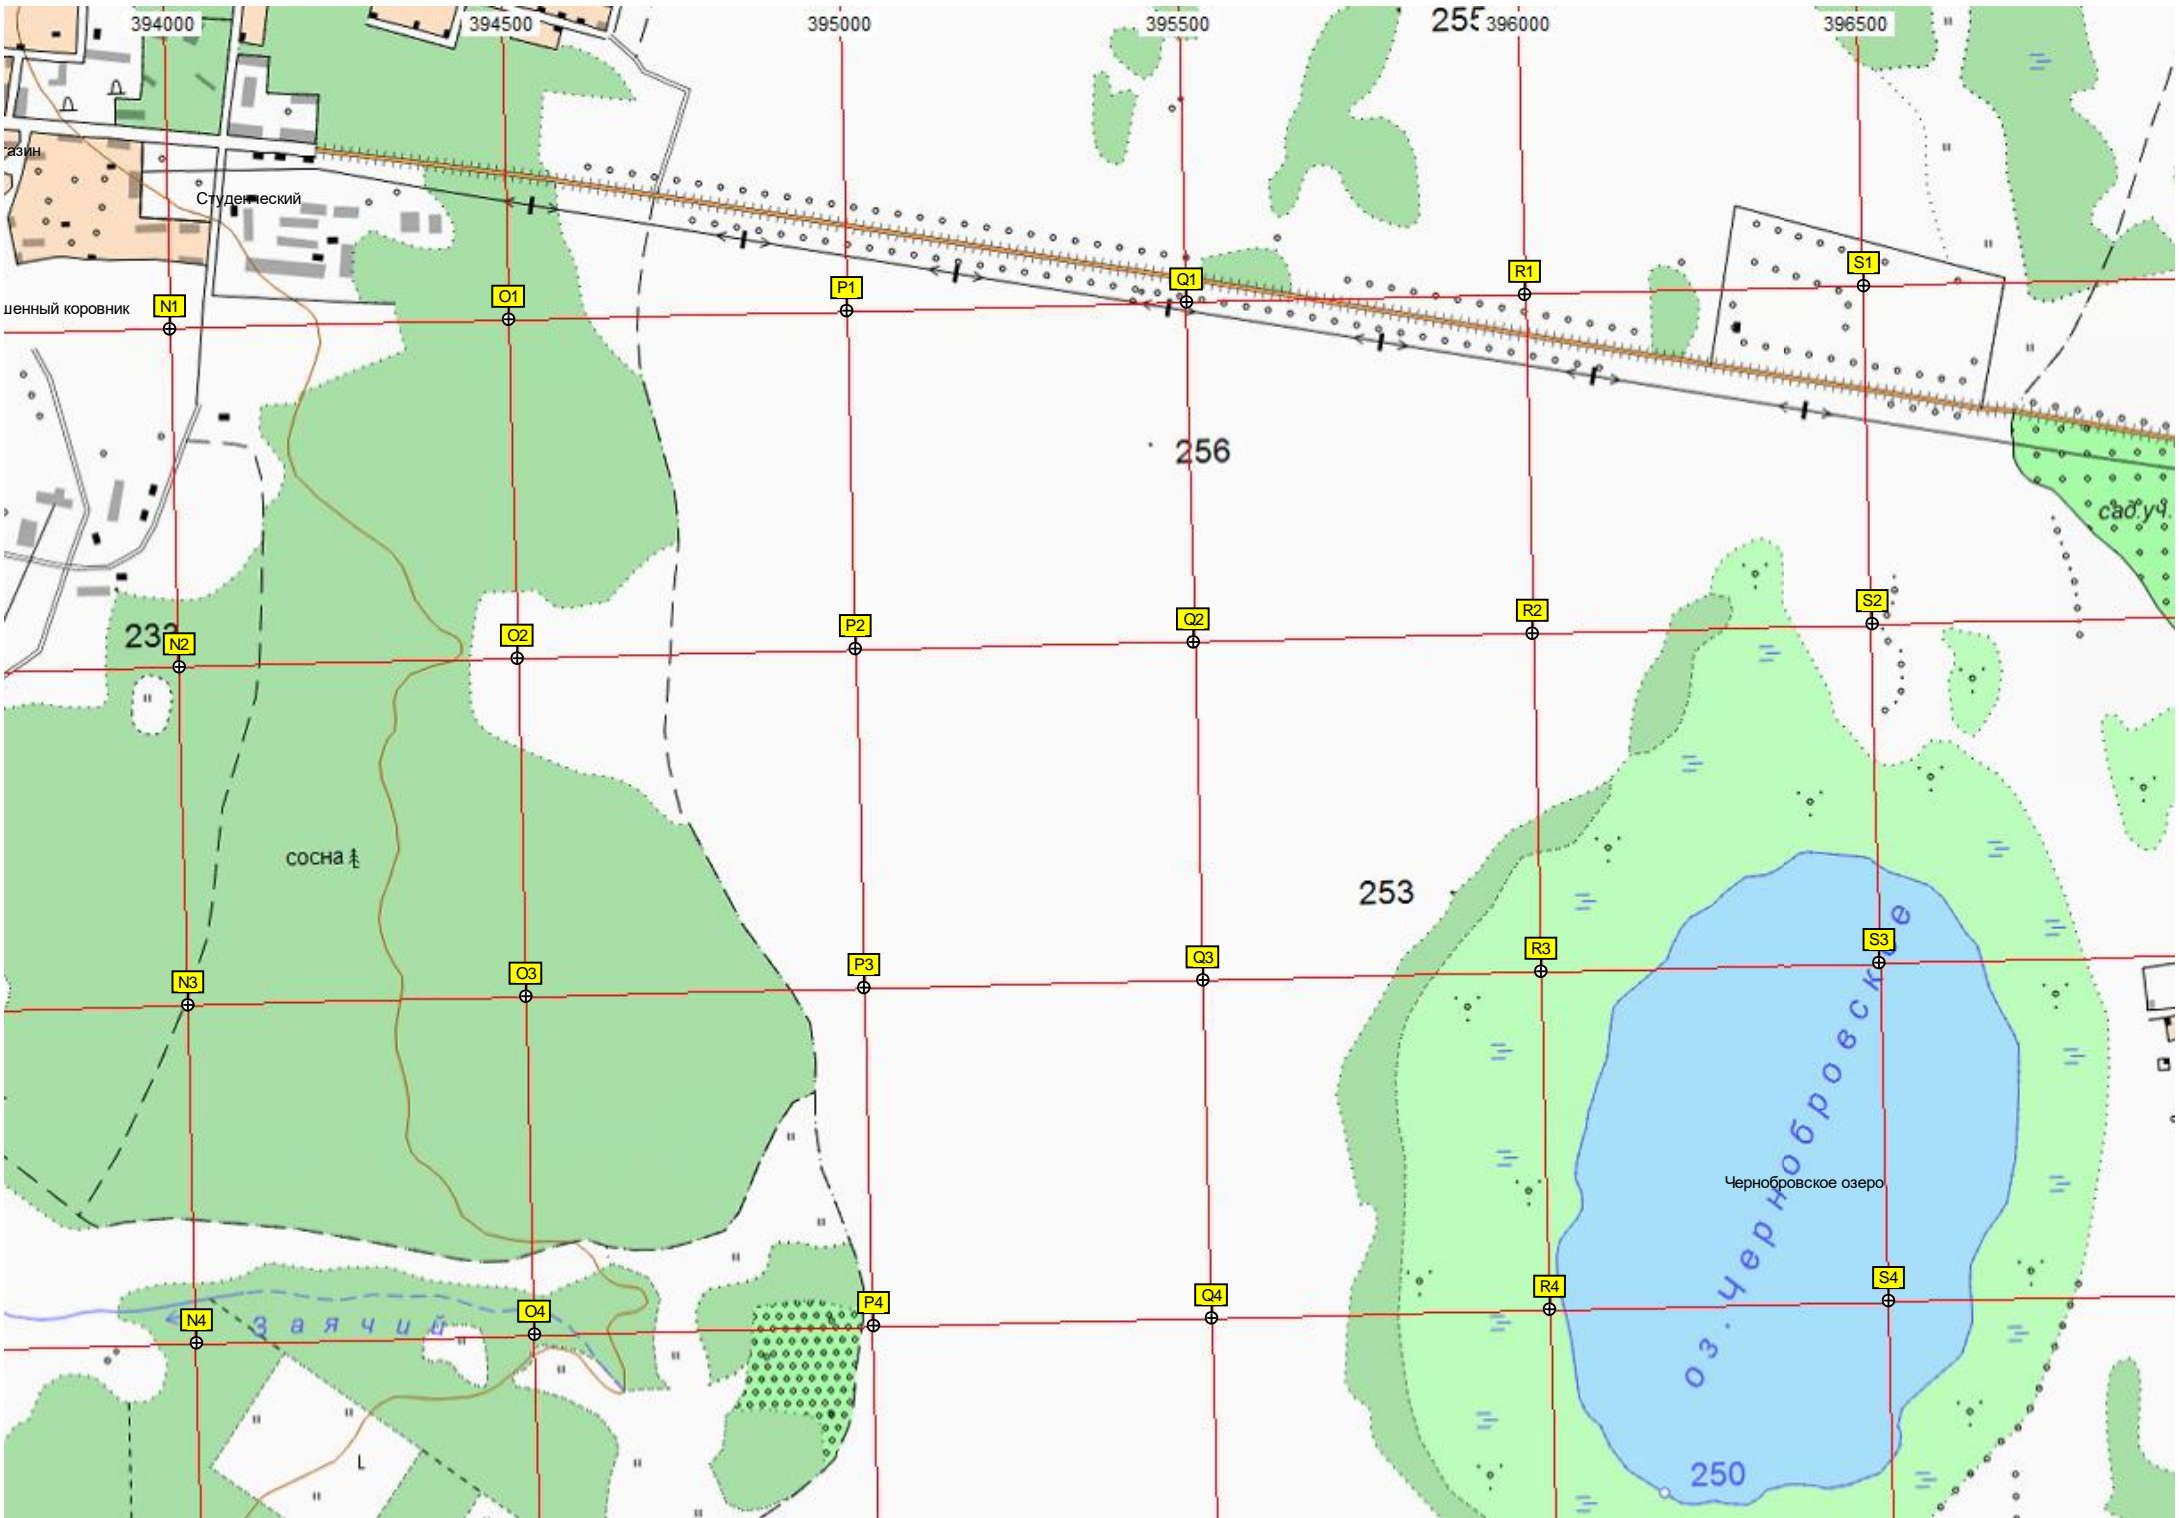 394000 394500 395000 395500 396000 396500
255
газин
Студенческий
N1 O1 P1 Q1 R1 S1
шенный коровник
256
сад.уч.
233
N2 O2 P2 Q2 R2 S2
сосна
253
N3 O3 P3 Q3 R3 S3
оз. Чернобровское
Чернобровское озеро
N4 O4 P4 Q4 R4 S4
Заячий
L
250